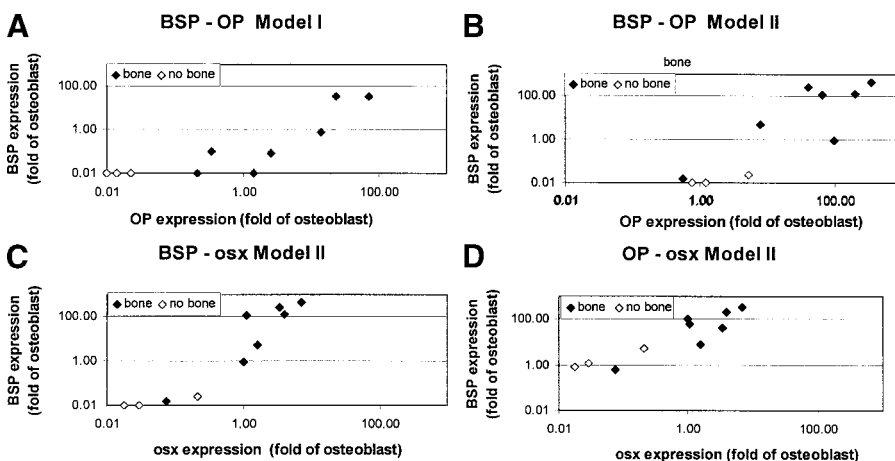 A
BSP - OP Model I
BSP expression
(fold of osteoblast)
bone no bone
100.00
1.00
0.01
0.01 1.00 100.00
OP expression (fold of osteoblast)
B
BSP - OP Model II
bone
BSP expression
(fold of osteoblast)
bone no bone
100.00
1.00
0.01
0.01 1.00 100.00
OP expression (fold of osteoblast)
C
BSP - osx Model II
BSP expression
(fold of osteoblast)
bone no bone
100.00
1.00
0.01
0.01 1.00 100.00
osx expression (fold of osteoblast)
D
OP - osx Model II
BSP expression
(fold of osteoblast)
bone no bone
100.00
1.00
0.01
0.01 1.00 100.00
osx expression (fold of osteoblast)